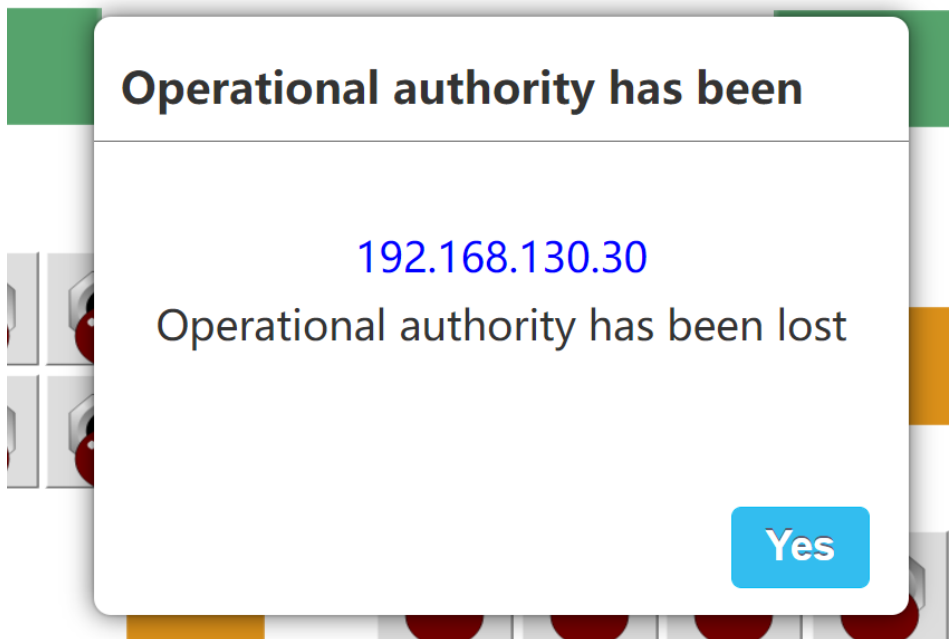 Operational authority has been
192.168.130.30
Operational authority has been lost
Yes